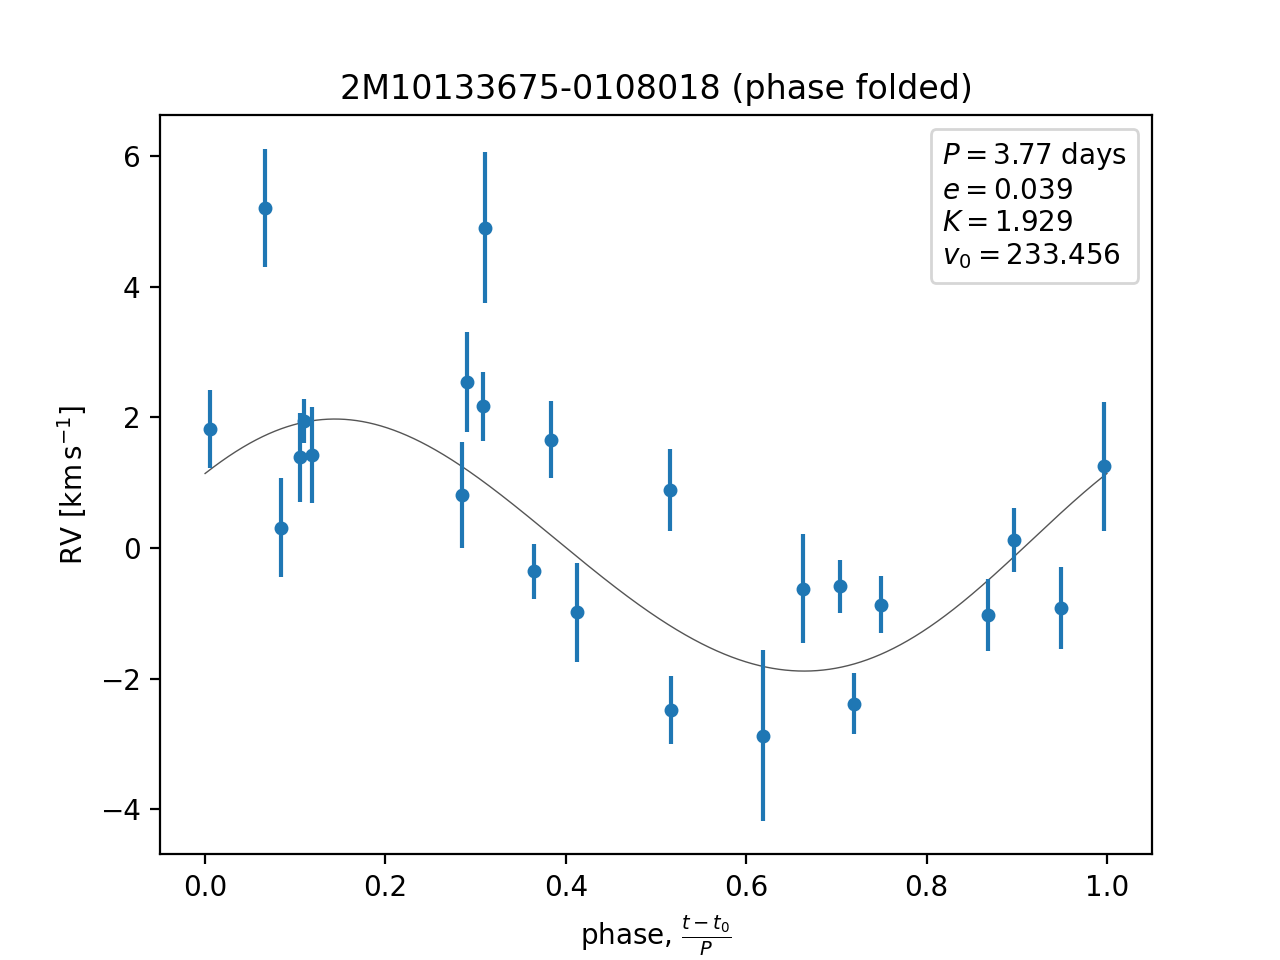 2M10133675-0108018 (phase folded)
P = 3.77 days
e = 0.039
K = 1.929
v₀ = 233.456
6
4
2
0
−2
−4
RV [km s⁻¹]
0.0 0.2 0.4 0.6 0.8 1.0
phase, (t − t₀)/P